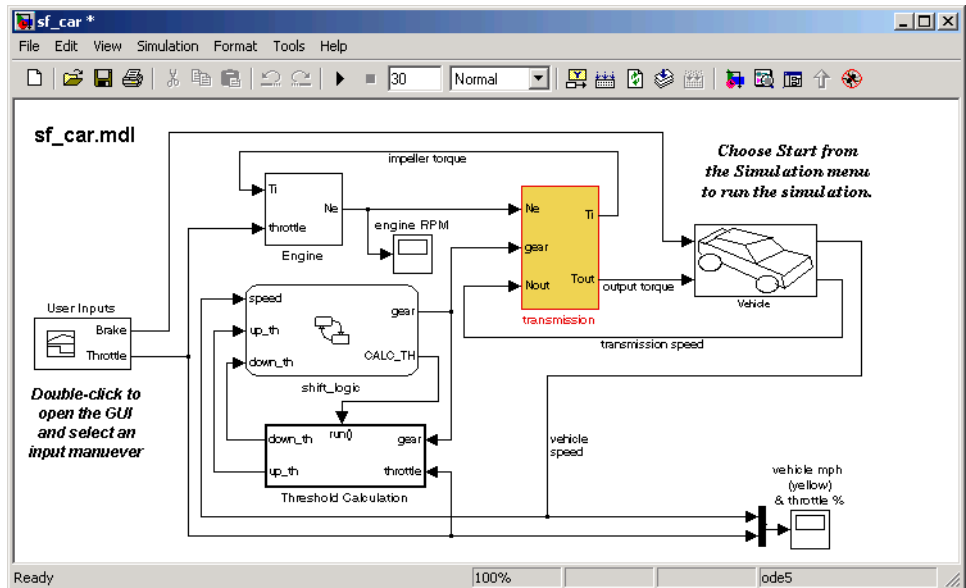 sf_car *
File Edit View Simulation Format Tools Help
30
Normal
sf_car.mdl
impeller torque
Choose Start from
the Simulation menu
to run the simulation.
Ti
Ne
throttle
Engine
engine RPM
Ne
Ti
gear
Nout
Tout
transmission
output torque
Vehicle
transmission speed
User Inputs
Brake
Throttle
Double-click to
open the GUI
and select an
input manuever
speed
gear
up_th
down_th
CALC_TH
shift_logic
run()
down_th
gear
up_th
throttle
Threshold Calculation
vehicle
speed
vehicle mph
(yellow)
& throttle %
Ready
100%
ode5